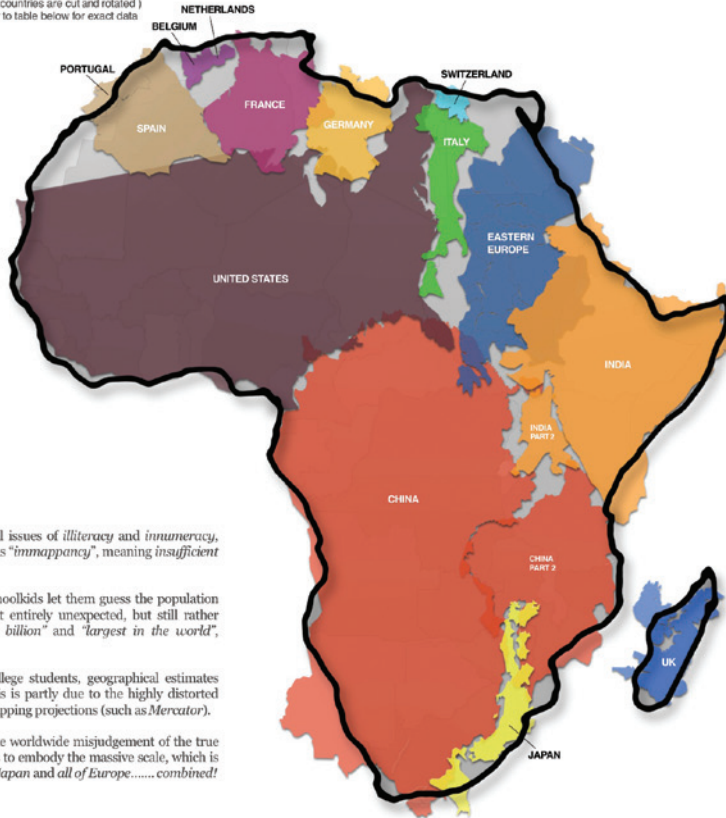 countries are cut and rotated )
to table below for exact data
NETHERLANDS
BELGIUM
PORTUGAL
SWITZERLAND
SPAIN
FRANCE
GERMANY
ITALY
EASTERN
EUROPE
UNITED STATES
INDIA
INDIA
PART 2
CHINA
CHINA
PART 2
UK
JAPAN
l issues of illiteracy and innumeracy,
s "immappancy", meaning insufficient
oolkids let them guess the population
t entirely unexpected, but still rather
billion" and "largest in the world",
lege students, geographical estimates
is is partly due to the highly distorted
pping projections (such as Mercator).
e worldwide misjudgement of the true
to embody the massive scale, which is
apan and all of Europe....... combined!